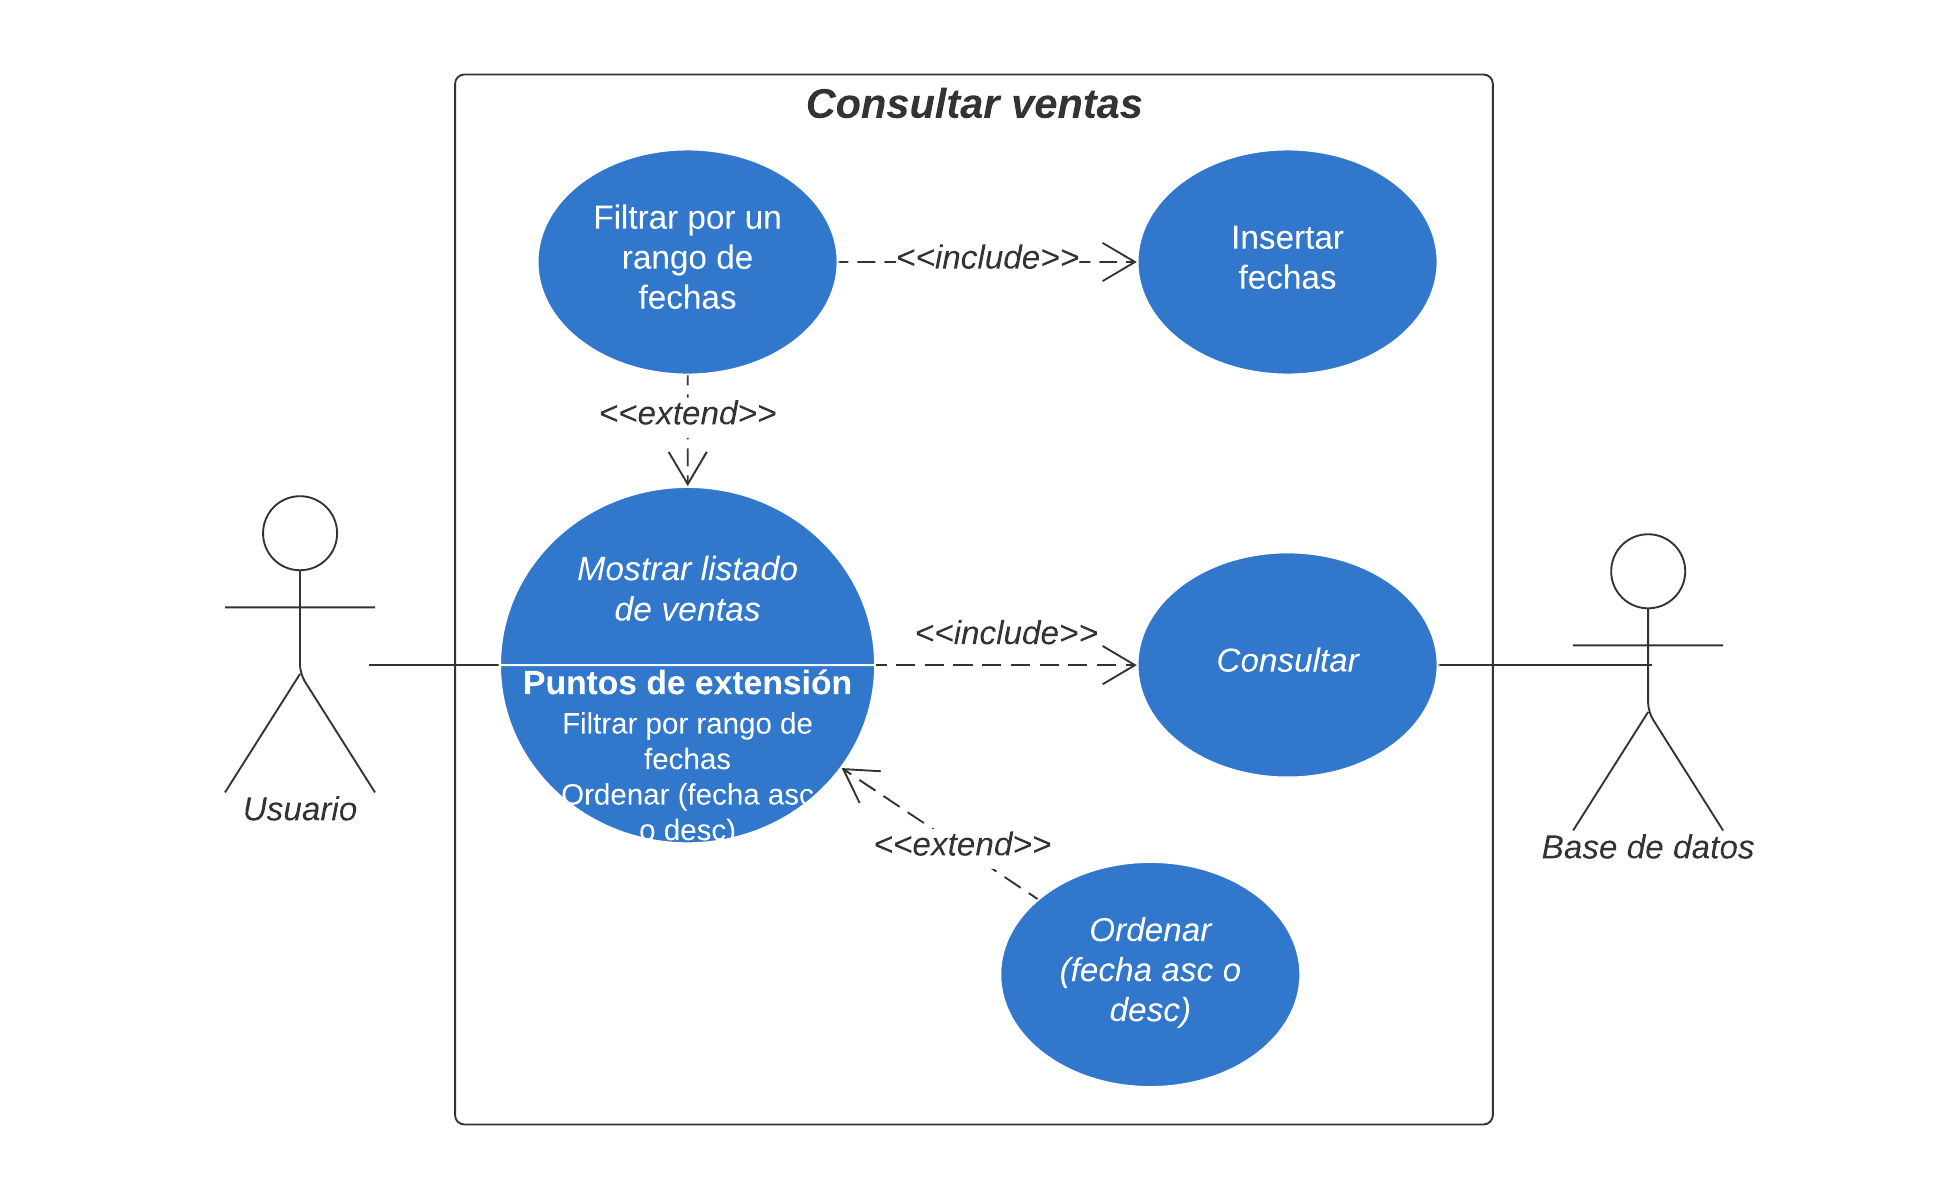 Consultar ventas
Filtrar por un
rango de
fechas
<<include>>
Insertar
fechas
<<extend>>
Mostrar listado
de ventas
Puntos de extensión
Filtrar por rango de
fechas
Ordenar (fecha asc
o desc)
<<include>>
Consultar
<<extend>>
Ordenar
(fecha asc o
desc)
Usuario
Base de datos